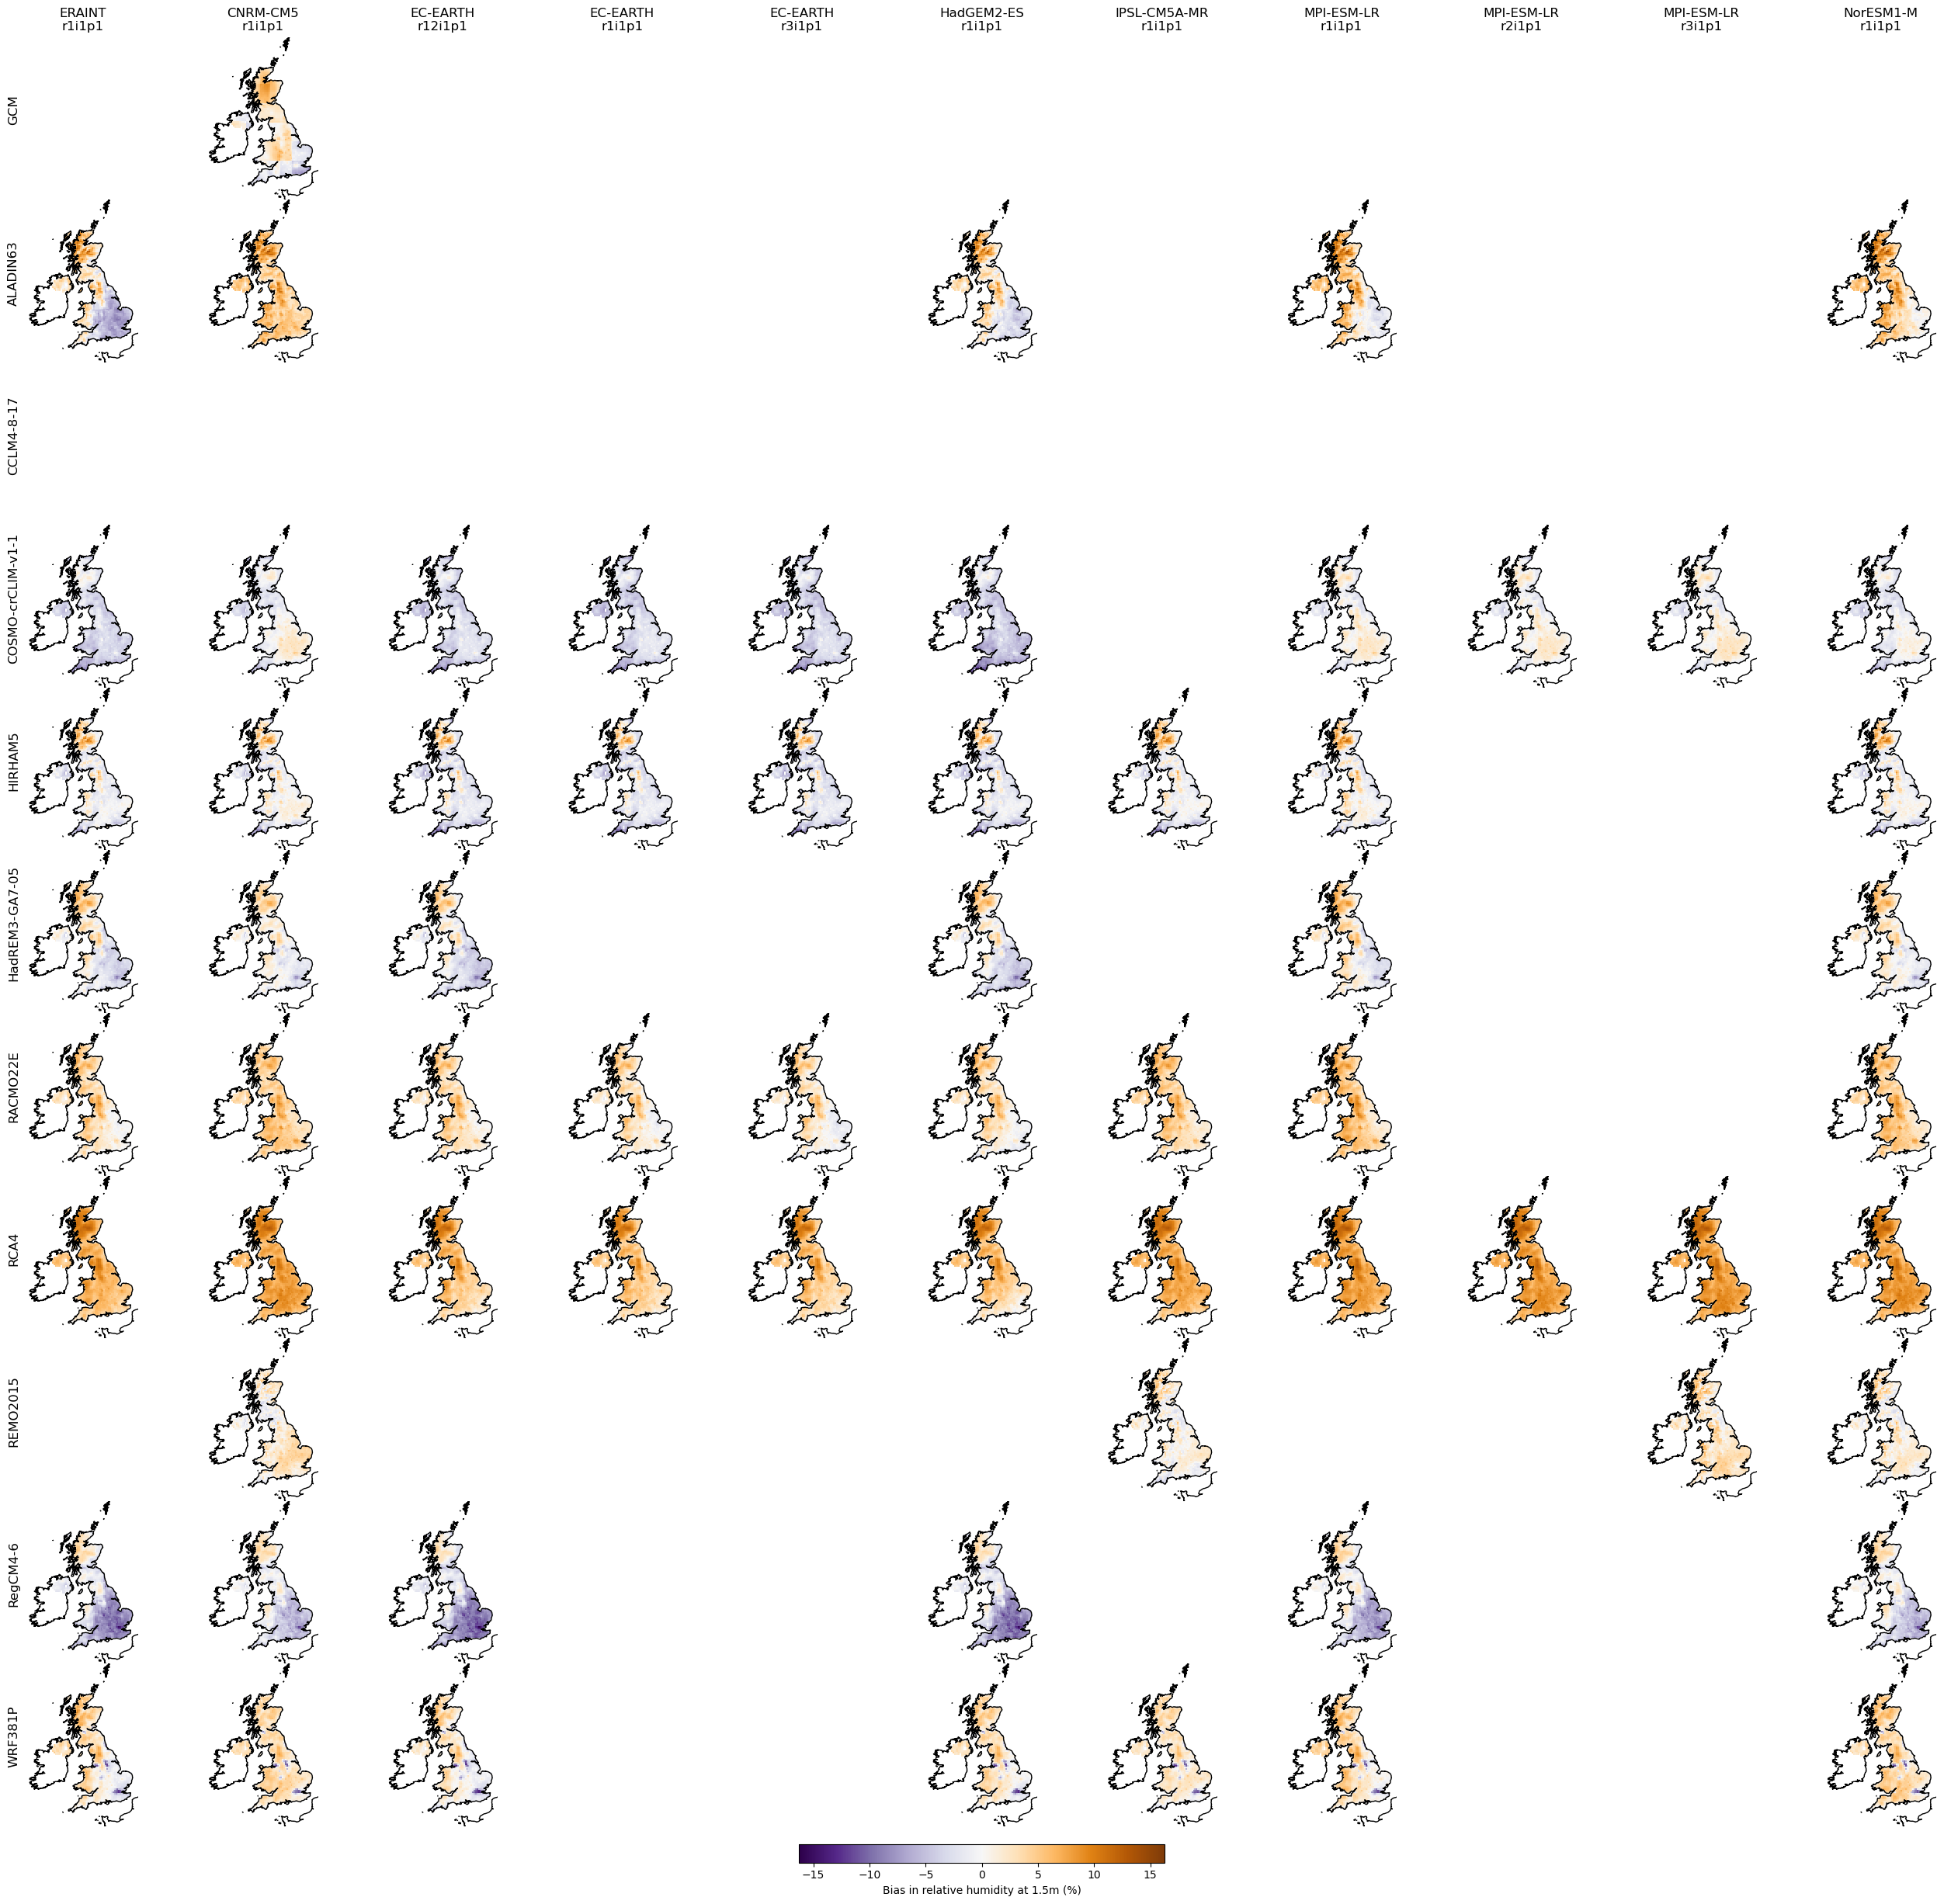 ERAINT
r1i1p1
CNRM-CM5
r1i1p1
EC-EARTH
r12i1p1
EC-EARTH
r1i1p1
EC-EARTH
r3i1p1
HadGEM2-ES
r1i1p1
IPSL-CM5A-MR
r1i1p1
MPI-ESM-LR
r1i1p1
MPI-ESM-LR
r2i1p1
MPI-ESM-LR
r3i1p1
NorESM1-M
r1i1p1
GCM
ALADIN63
CCLM4-8-17
COSMO-crCLIM-v1-1
HIRHAM5
HadREM3-GA7-05
RACMO22E
RCA4
REMO2015
RegCM4-6
WRF381P
−15 −10 −5 0 5 10 15
Bias in relative humidity at 1.5m (%)